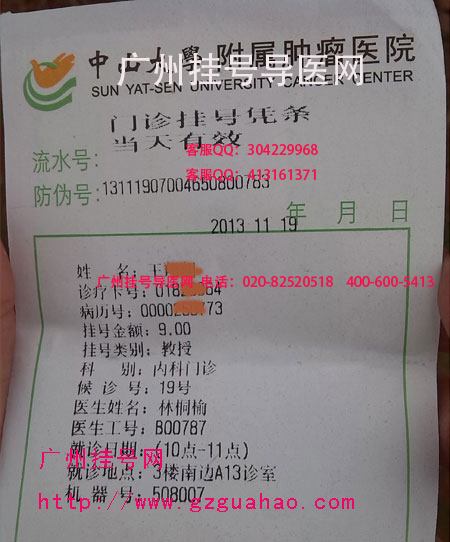 中山大學 附属肿瘤医院
广州挂号导医网
SUN YAT-SEN UNIVERSITY CANCER CENTER
门诊挂号凭条
当天有效
客服QQ：304229968
流水号：
客服QQ：413161371
防伪号：
13111907004650800783
年 月 日
2013 11 19
姓 名：王
广州挂号导医网 电话：020-82520518 400-600-5413
诊疗卡号：018 64
病历号：0000 73
挂号金额：9.00
挂号类别：教授
科 别：内科门诊
候 诊 号：19号
医生姓名：林桐榆
医生工号：B00787
就诊日期：(10点-11点)
广州挂号网
就诊地点：3楼南边A13诊室
机 器 号：508007
http://www.gzguahao.com